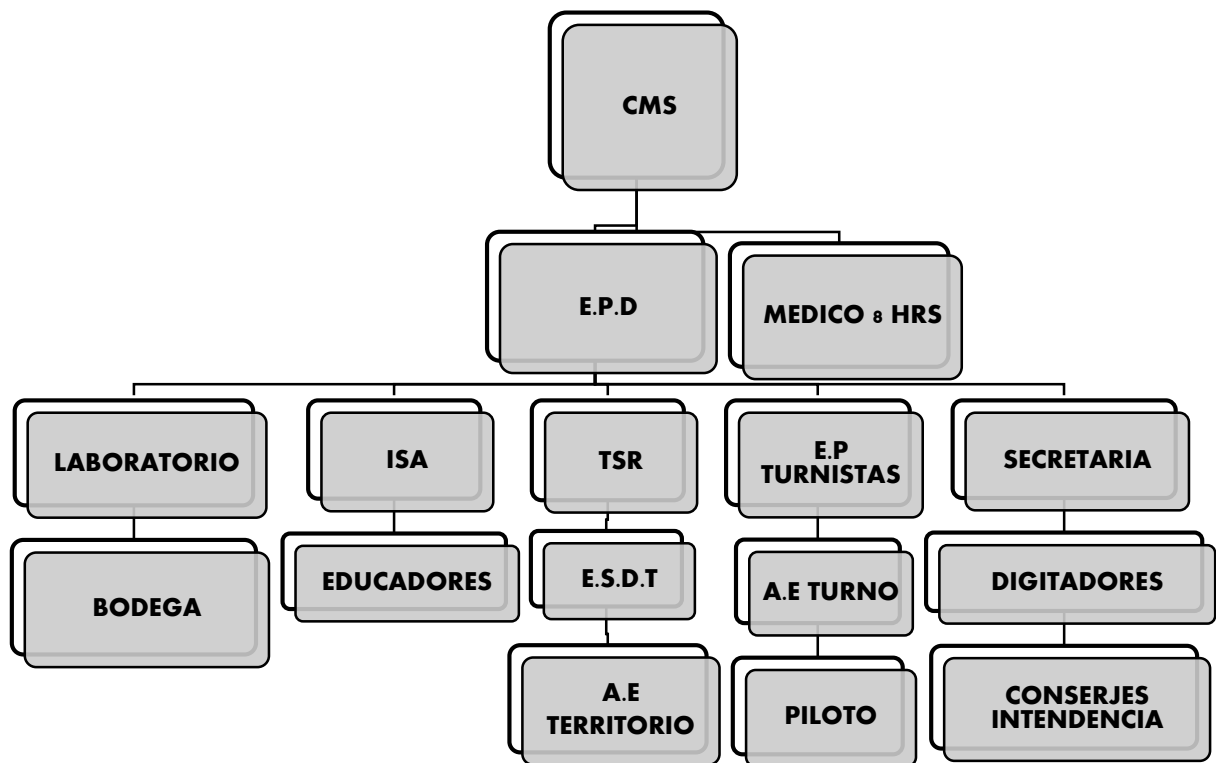 CMS
E.P.D
MEDICO 8 HRS
LABORATORIO
ISA
TSR
E.P
TURNISTAS
SECRETARIA
BODEGA
EDUCADORES
E.S.D.T
A.E TURNO
DIGITADORES
A.E
TERRITORIO
PILOTO
CONSERJES
INTENDENCIA